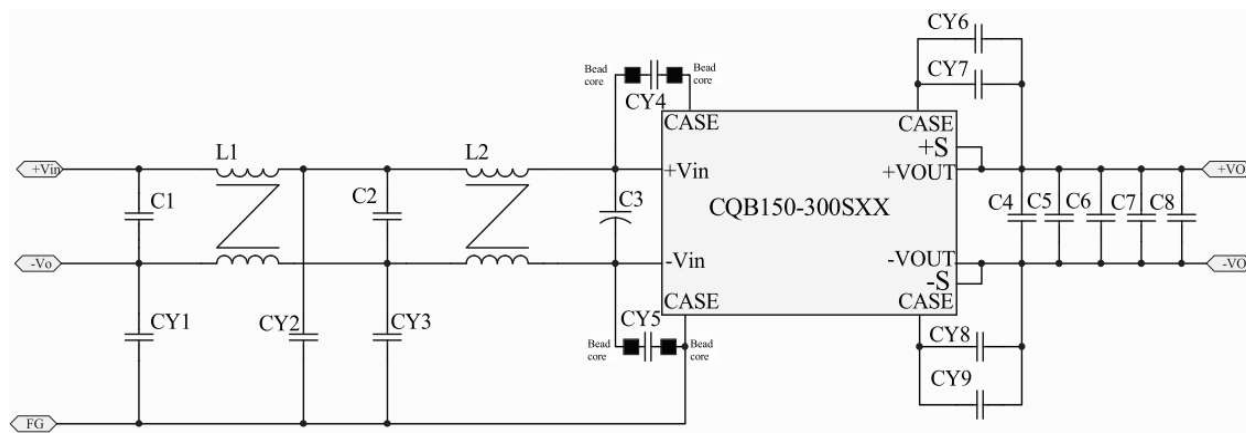 CY6
CY7
Bead
core
Bead
core
CY4
CASE
CASE
+S
L1
L2
+Vin
+Vin
+VOUT
+VO
C1
C2
C3
CQB150-300SXX
C4
C5
C6
C7
C8
-Vo
-Vin
-VOUT
-VO
-S
CASE
CASE
CY1
CY2
CY3
CY5
Bead
core
Bead
core
CY8
CY9
FG